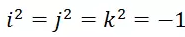 i² = j² = k² = −1